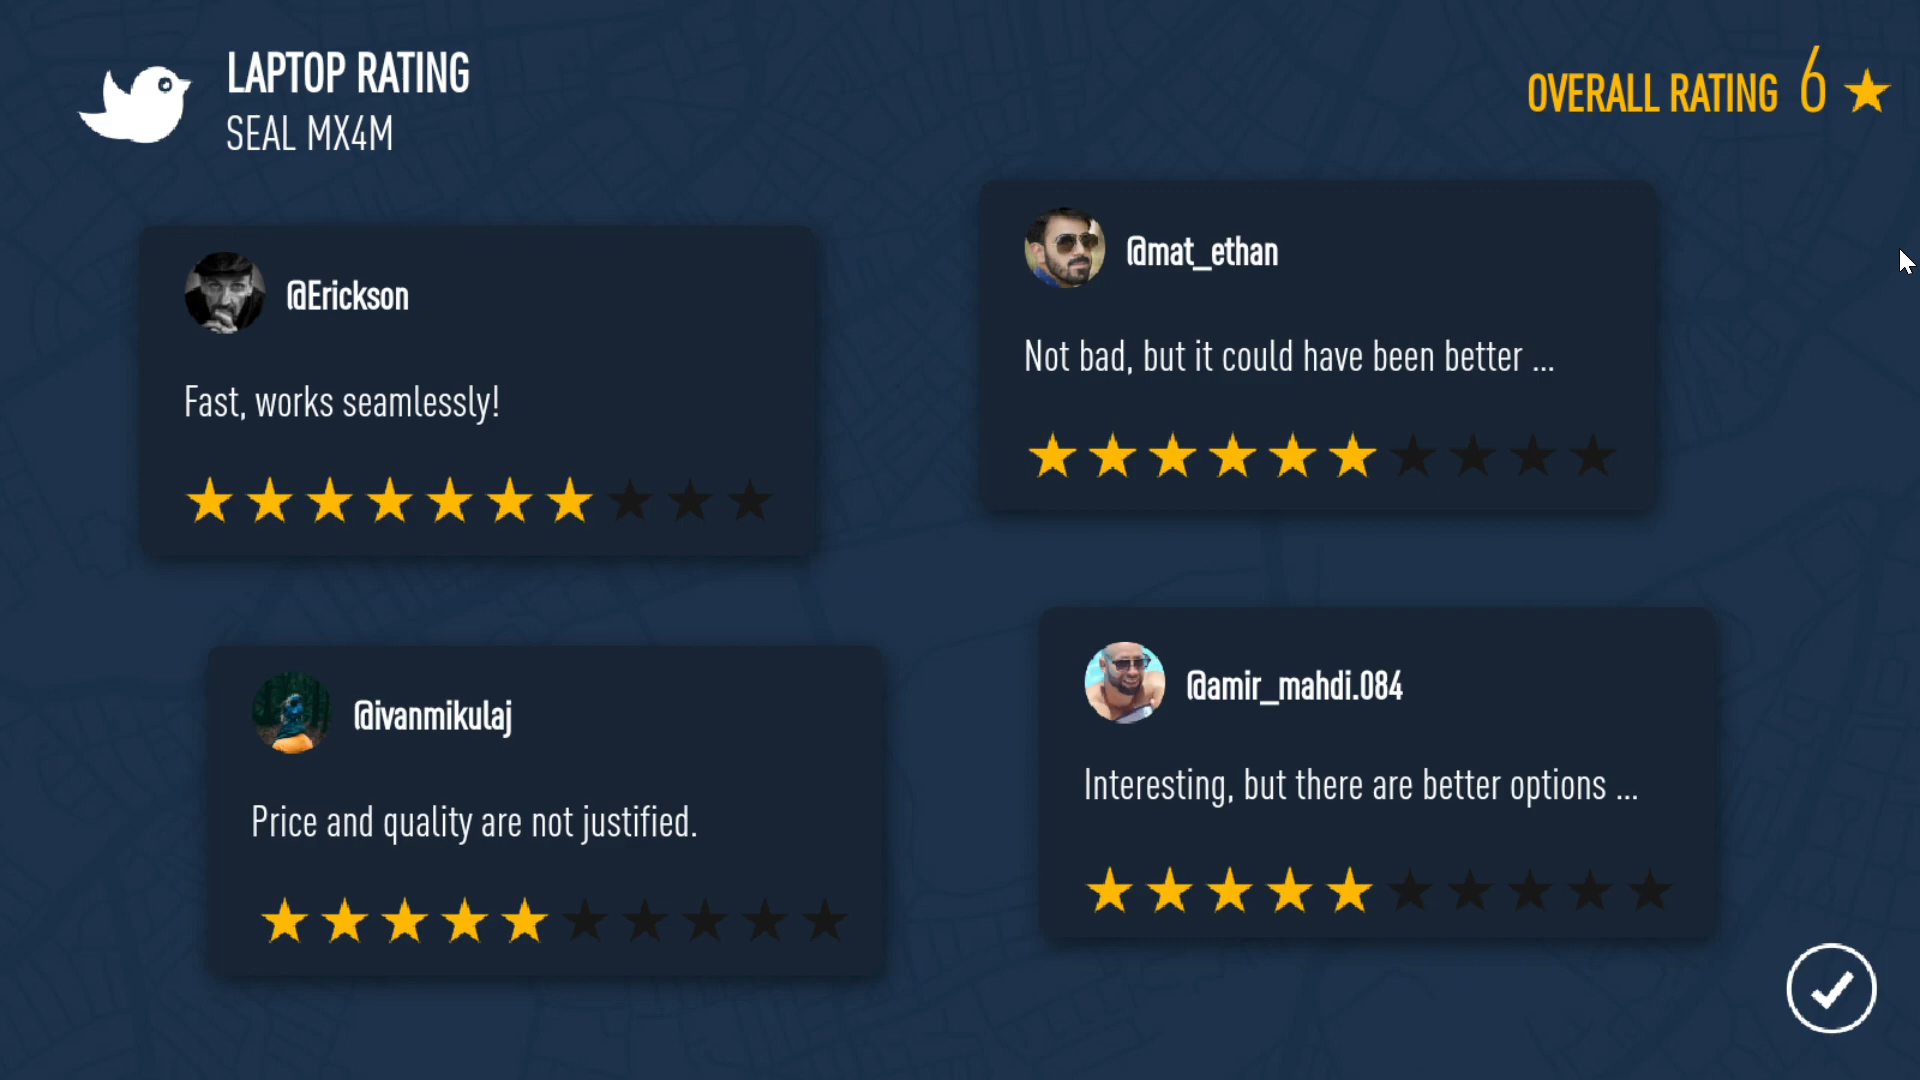 LAPTOP RATING
SEAL MX4M
OVERALL RATING 6
@Erickson
Fast, works seamlessly!
@mat_ethan
Not bad, but it could have been better ...
@ivanmikulaj
Price and quality are not justified.
@amir_mahdi.084
Interesting, but there are better options ...